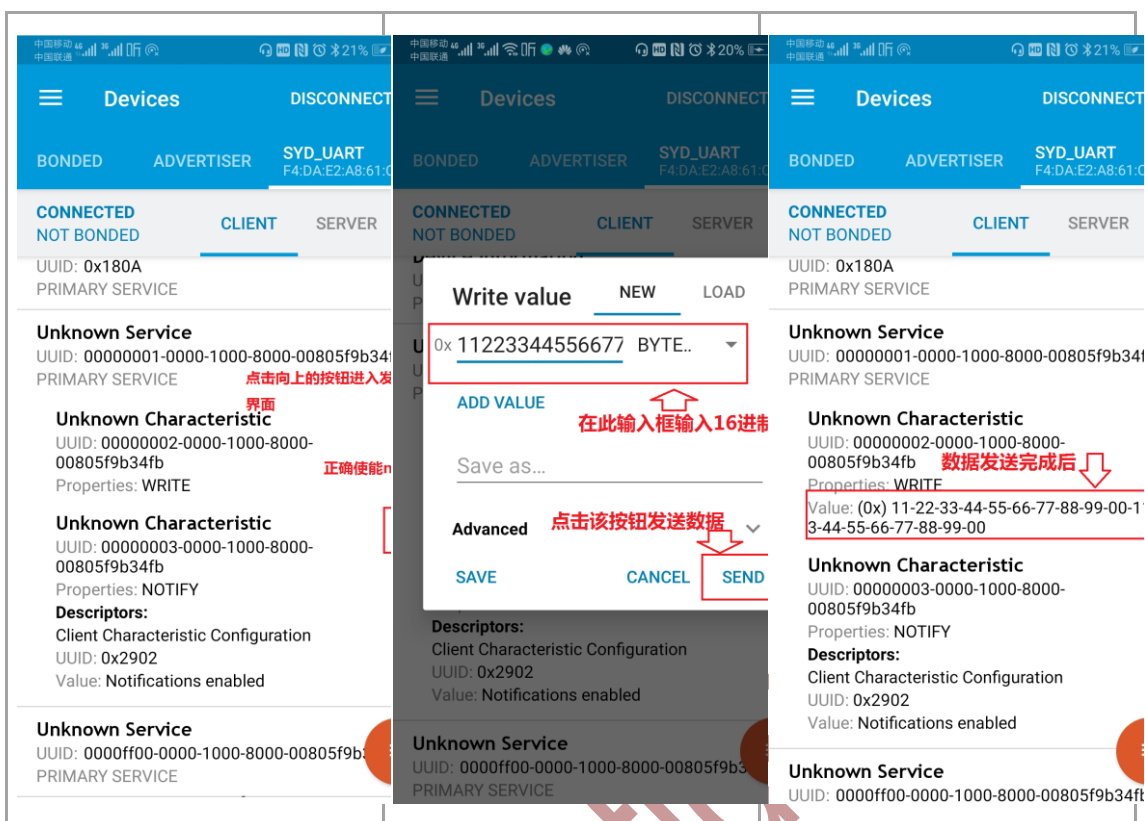 中国移动 46 36
中国联通
HD 21%
Devices
DISCONNECT
BONDED
ADVERTISER
SYD_UART
F4:DA:E2:A8:61:
CONNECTED
NOT BONDED
CLIENT
SERVER
UUID: 0x180A
PRIMARY SERVICE
Unknown Service
UUID: 00000001-0000-1000-8000-00805f9b34
PRIMARY SERVICE
点击向上的按钮进入发
界面
Unknown Characteristic
UUID: 00000002-0000-1000-8000-
00805f9b34fb
正确使能n
Properties: WRITE
Unknown Characteristic
UUID: 00000003-0000-1000-8000-
00805f9b34fb
Properties: NOTIFY
Descriptors:
Client Characteristic Configuration
UUID: 0x2902
Value: Notifications enabled
Unknown Service
UUID: 0000ff00-0000-1000-8000-00805f9b
PRIMARY SERVICE
中国移动 46 36
中国联通
HD 20%
Devices
DISCONNECT
BONDED
ADVERTISER
SYD_UART
F4:DA:E2:A8:61:
CONNECTED
NOT BONDED
CLIENT
SERVER
Write value
NEW
LOAD
0x 11223344556677
BYTE..
ADD VALUE
在此输入框输入16进制
Save as...
Advanced
点击该按钮发送数据
SAVE
CANCEL
SEND
Descriptors:
Client Characteristic Configuration
UUID: 0x2902
Value: Notifications enabled
Unknown Service
UUID: 0000ff00-0000-1000-8000-00805f9b3
PRIMARY SERVICE
中国移动 46 36
中国联通
HD 21%
Devices
DISCONNECT
BONDED
ADVERTISER
SYD_UART
F4:DA:E2:A8:61:
CONNECTED
NOT BONDED
CLIENT
SERVER
UUID: 0x180A
PRIMARY SERVICE
Unknown Service
UUID: 00000001-0000-1000-8000-00805f9b34f
PRIMARY SERVICE
Unknown Characteristic
UUID: 00000002-0000-1000-8000-
00805f9b34fb
数据发送完成后
Properties: WRITE
Value: (0x) 11-22-33-44-55-66-77-88-99-00-1
3-44-55-66-77-88-99-00
Unknown Characteristic
UUID: 00000003-0000-1000-8000-
00805f9b34fb
Properties: NOTIFY
Descriptors:
Client Characteristic Configuration
UUID: 0x2902
Value: Notifications enabled
Unknown Service
UUID: 0000ff00-0000-1000-8000-00805f9b34fb